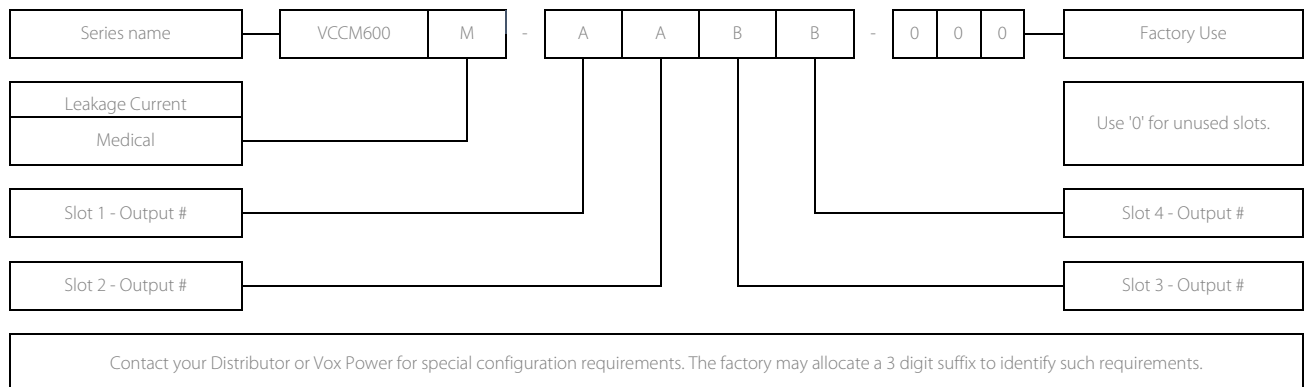 Series name VCCM600 M - A A B B - 0 0 0 Factory Use
Leakage Current
Medical
Use '0' for unused slots.
Slot 1 - Output #
Slot 4 - Output #
Slot 2 - Output #
Slot 3 - Output #
Contact your Distributor or Vox Power for special configuration requirements. The factory may allocate a 3 digit suffix to identify such requirements.